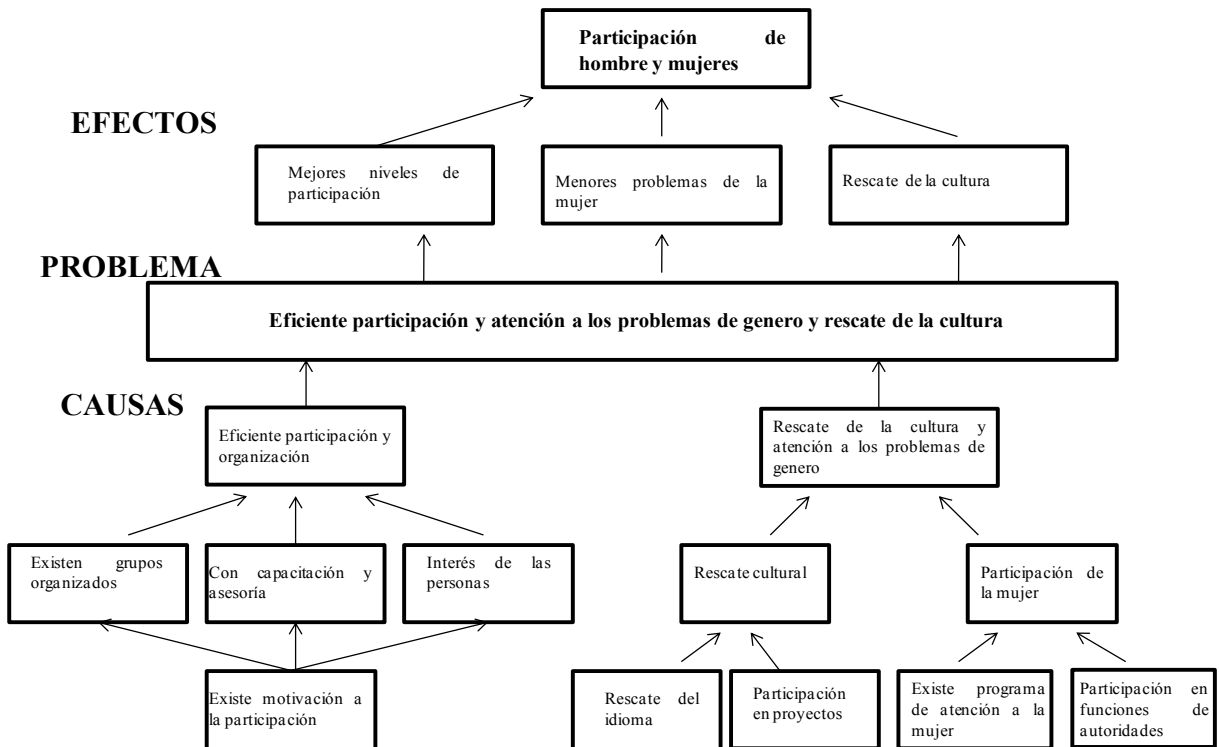 Participación de
hombre y mujeres
EFECTOS
Mejores niveles de
participación
Menores problemas de la
mujer
Rescate de la cultura
PROBLEMA
Eficiente participación y atención a los problemas de genero y rescate de la cultura
CAUSAS
Eficiente participación y
organización
Rescate de la cultura y
atención a los problemas de
genero
Existen grupos
organizados
Con capacitación y
asesoría
Interés de las
personas
Rescate cultural
Participación de
la mujer
Existe motivación a
la participación
Rescate del
idioma
Participación
en proyectos
Existe programa
de atención a la
mujer
Participación en
funciones de
autoridades